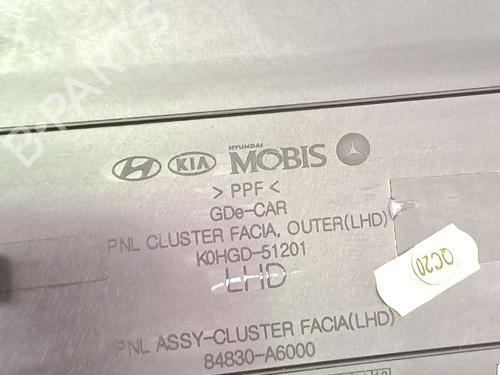 B-PARTS
HYUNDAI
KIA MOBIS
> PPF <
GDe-CAR
PNL CLUSTER FACIA, OUTER(LHD)
K0HGD-51201
LHD
QC20
PNL ASSY-CLUSTER FACIA(LHD)
84830-A6000